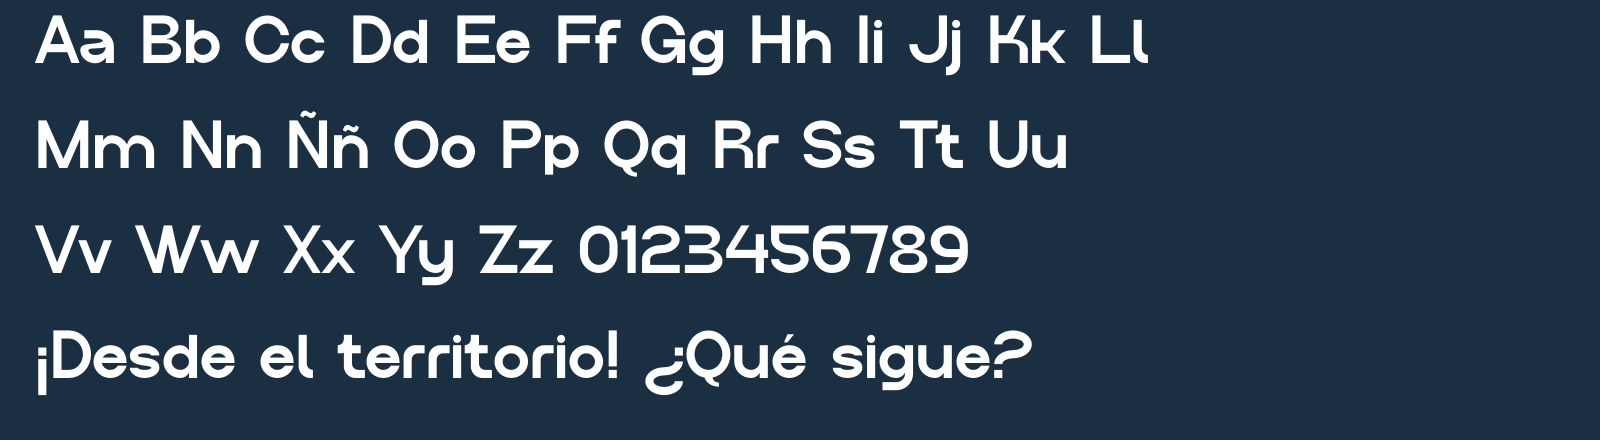 Aa Bb Cc Dd Ee Ff Gg Hh Ii Jj Kk Ll
Mm Nn Ññ Oo Pp Qq Rr Ss Tt Uu
Vv Ww Xx Yy Zz 0123456789
¡Desde el territorio! ¿Qué sigue?